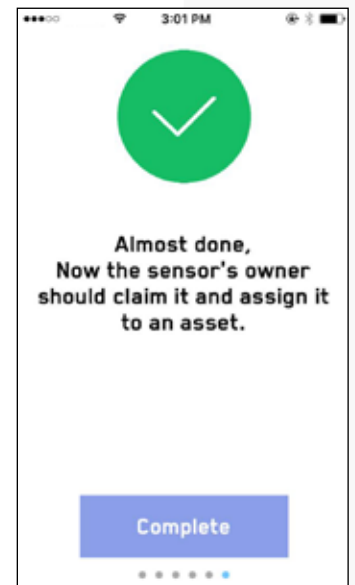 3:01 PM
Almost done,
Now the sensor's owner
should claim it and assign it
to an asset.
Complete